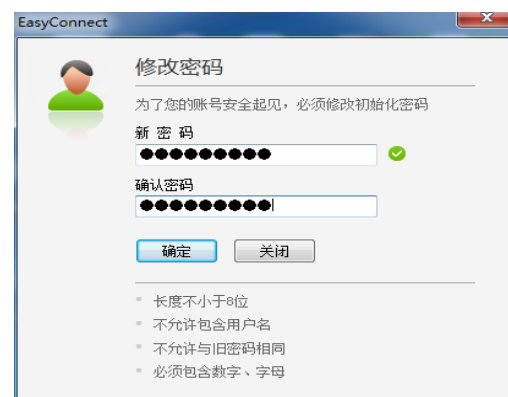 EasyConnect
修改密码
为了您的账号安全起见，必须修改初始化密码
新 密 码
●●●●●●●●●
确认密码
●●●●●●●●●
确定 关闭
长度不小于8位
不允许包含用户名
不允许与旧密码相同
必须包含数字、字母